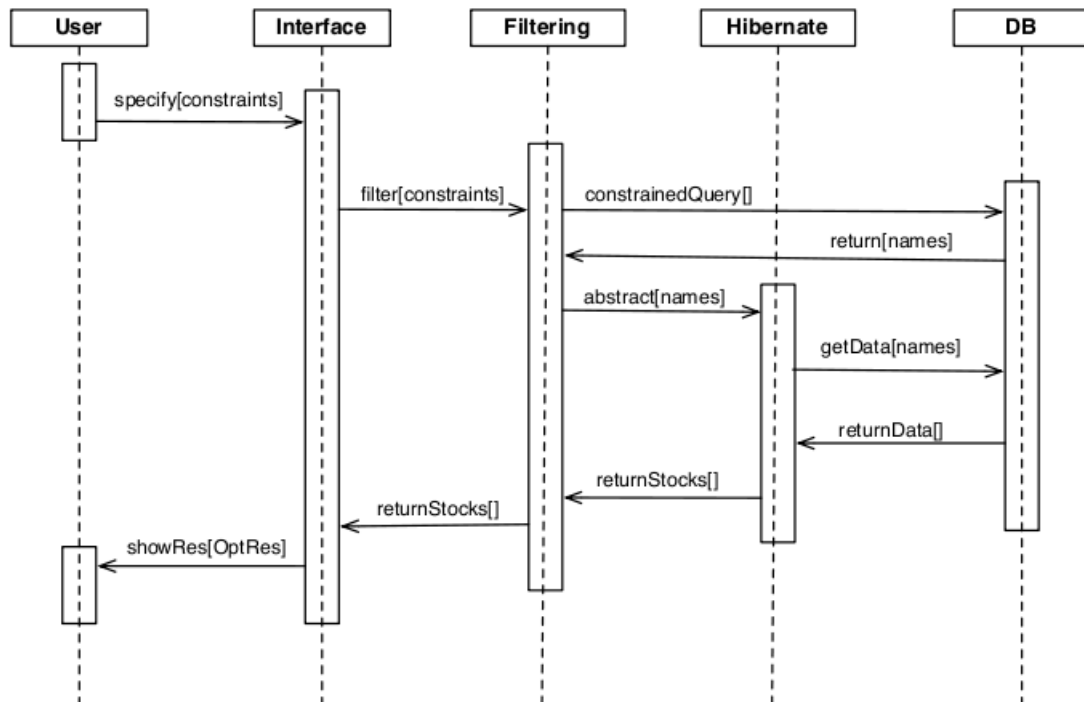 User
Interface
Filtering
Hibernate
DB
specify[constraints]
filter[constraints]
constrainedQuery[]
return[names]
abstract[names]
getData[names]
returnData[]
returnStocks[]
returnStocks[]
showRes[OptRes]